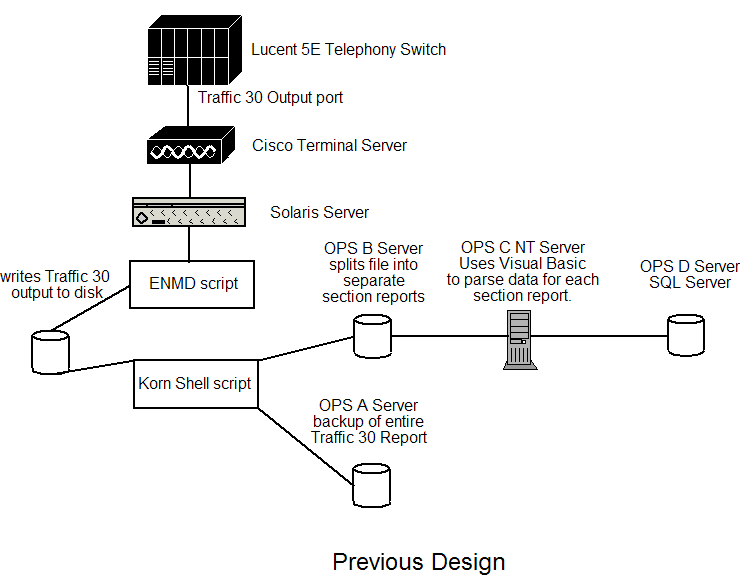 Lucent 5E Telephony Switch
Traffic 30 Output port
Cisco Terminal Server
Solaris Server
writes Traffic 30
output to disk
ENMD script
OPS B Server
splits file into
separate
section reports
OPS C NT Server
Uses Visual Basic
to parse data for each
section report.
OPS D Server
SQL Server
Korn Shell script
OPS A Server
backup of entire
Traffic 30 Report
Previous Design